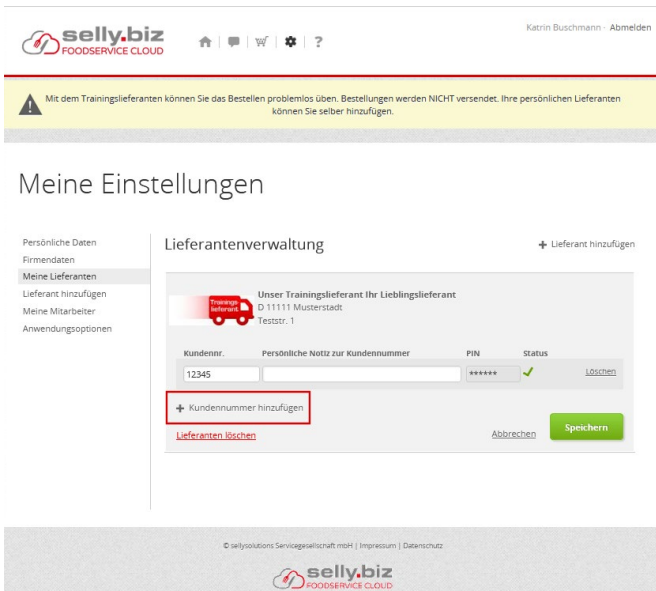 selly.biz
FOODSERVICE CLOUD
?
Katrin Buschmann - Abmelden
Mit dem Trainingslieferanten können Sie das Bestellen problemlos üben. Bestellungen werden NICHT versendet. Ihre persönlichen Lieferanten
können Sie selber hinzufügen.
Meine Einstellungen
Persönliche Daten
Firmendaten
Meine Lieferanten
Lieferant hinzufügen
Meine Mitarbeiter
Anwendungsoptionen
Lieferantenverwaltung
+ Lieferant hinzufügen
Trainings
lieferant
Unser Trainingslieferant Ihr Lieblingslieferant
D 11111 Musterstadt
Teststr. 1
Kundennr. Persönliche Notiz zur Kundennummer PIN Status
12345 ****** Löschen
+ Kundennummer hinzufügen
Lieferanten löschen
Abbrechen
Speichern
© sellysolutions Servicegesellschaft mbH | Impressum | Datenschutz
selly.biz
FOODSERVICE CLOUD